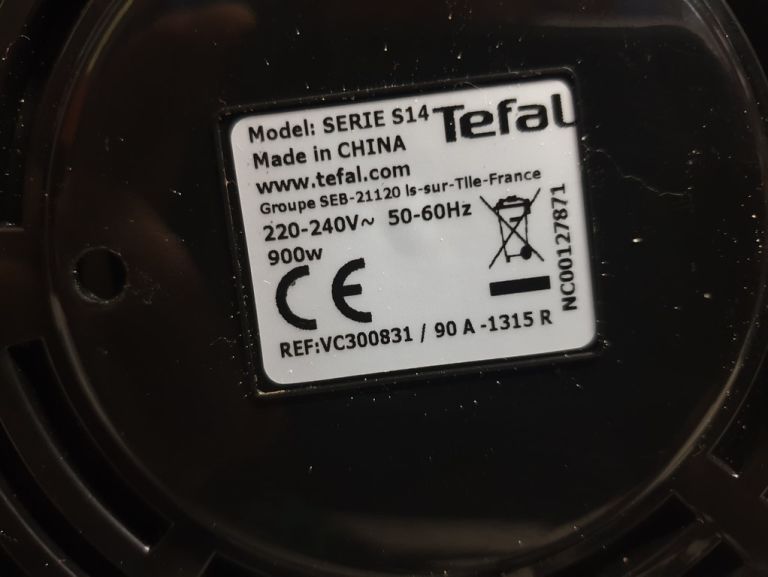 Model: SERIE S14 Tefal
Made in CHINA
www.tefal.com
Groupe SEB-21120 Is-sur-Tlle-France
220-240V~ 50-60Hz
900w
CE
REF:VC300831 / 90 A -1315 R
NC00127871